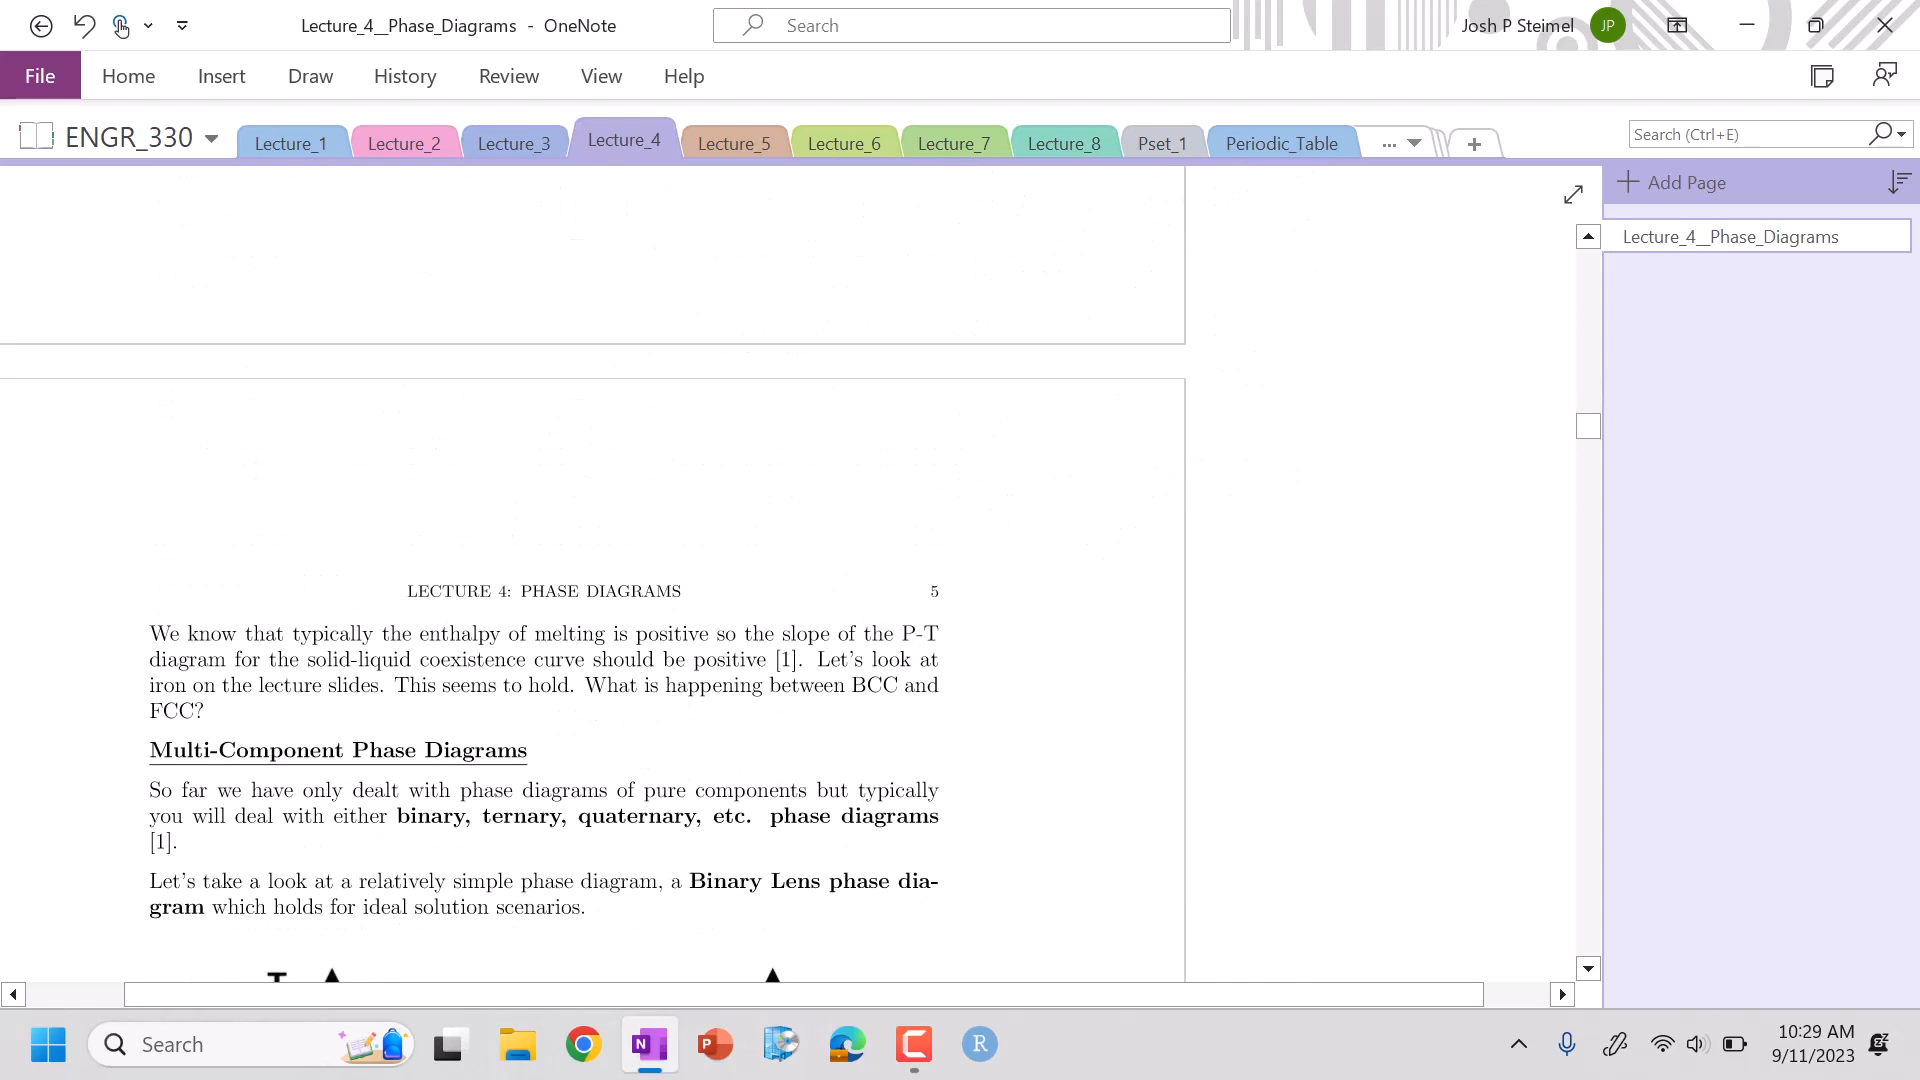 Lecture_4__Phase_Diagrams - OneNote
Search
Josh P Steimel
JP
File
Home
Insert
Draw
History
Review
View
Help
ENGR_330
Lecture_1
Lecture_2
Lecture_3
Lecture_4
Lecture_5
Lecture_6
Lecture_7
Lecture_8
Pset_1
Periodic_Table
...
Search (Ctrl+E)
Add Page
Lecture_4__Phase_Diagrams
LECTURE 4: PHASE DIAGRAMS 5
We know that typically the enthalpy of melting is positive so the slope of the P-T
diagram for the solid-liquid coexistence curve should be positive [1]. Let's look at
iron on the lecture slides. This seems to hold. What is happening between BCC and
FCC?
Multi-Component Phase Diagrams
So far we have only dealt with phase diagrams of pure components but typically
you will deal with either binary, ternary, quaternary, etc. phase diagrams
[1].
Let's take a look at a relatively simple phase diagram, a Binary Lens phase dia-
gram which holds for ideal solution scenarios.
Search
N
P
R
10:29 AM
9/11/2023